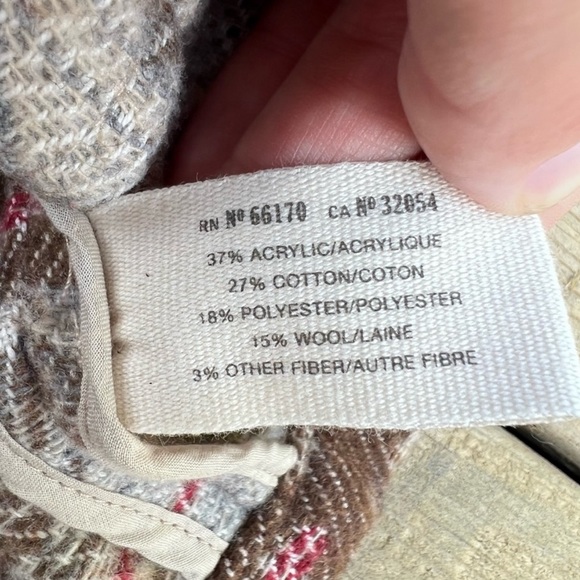 RN Nº 66170 CA Nº 32054
37% ACRYLIC/ACRYLIQUE
27% COTTON/COTON
18% POLYESTER/POLYESTER
15% WOOL/LAINE
3% OTHER FIBER/AUTRE FIBRE